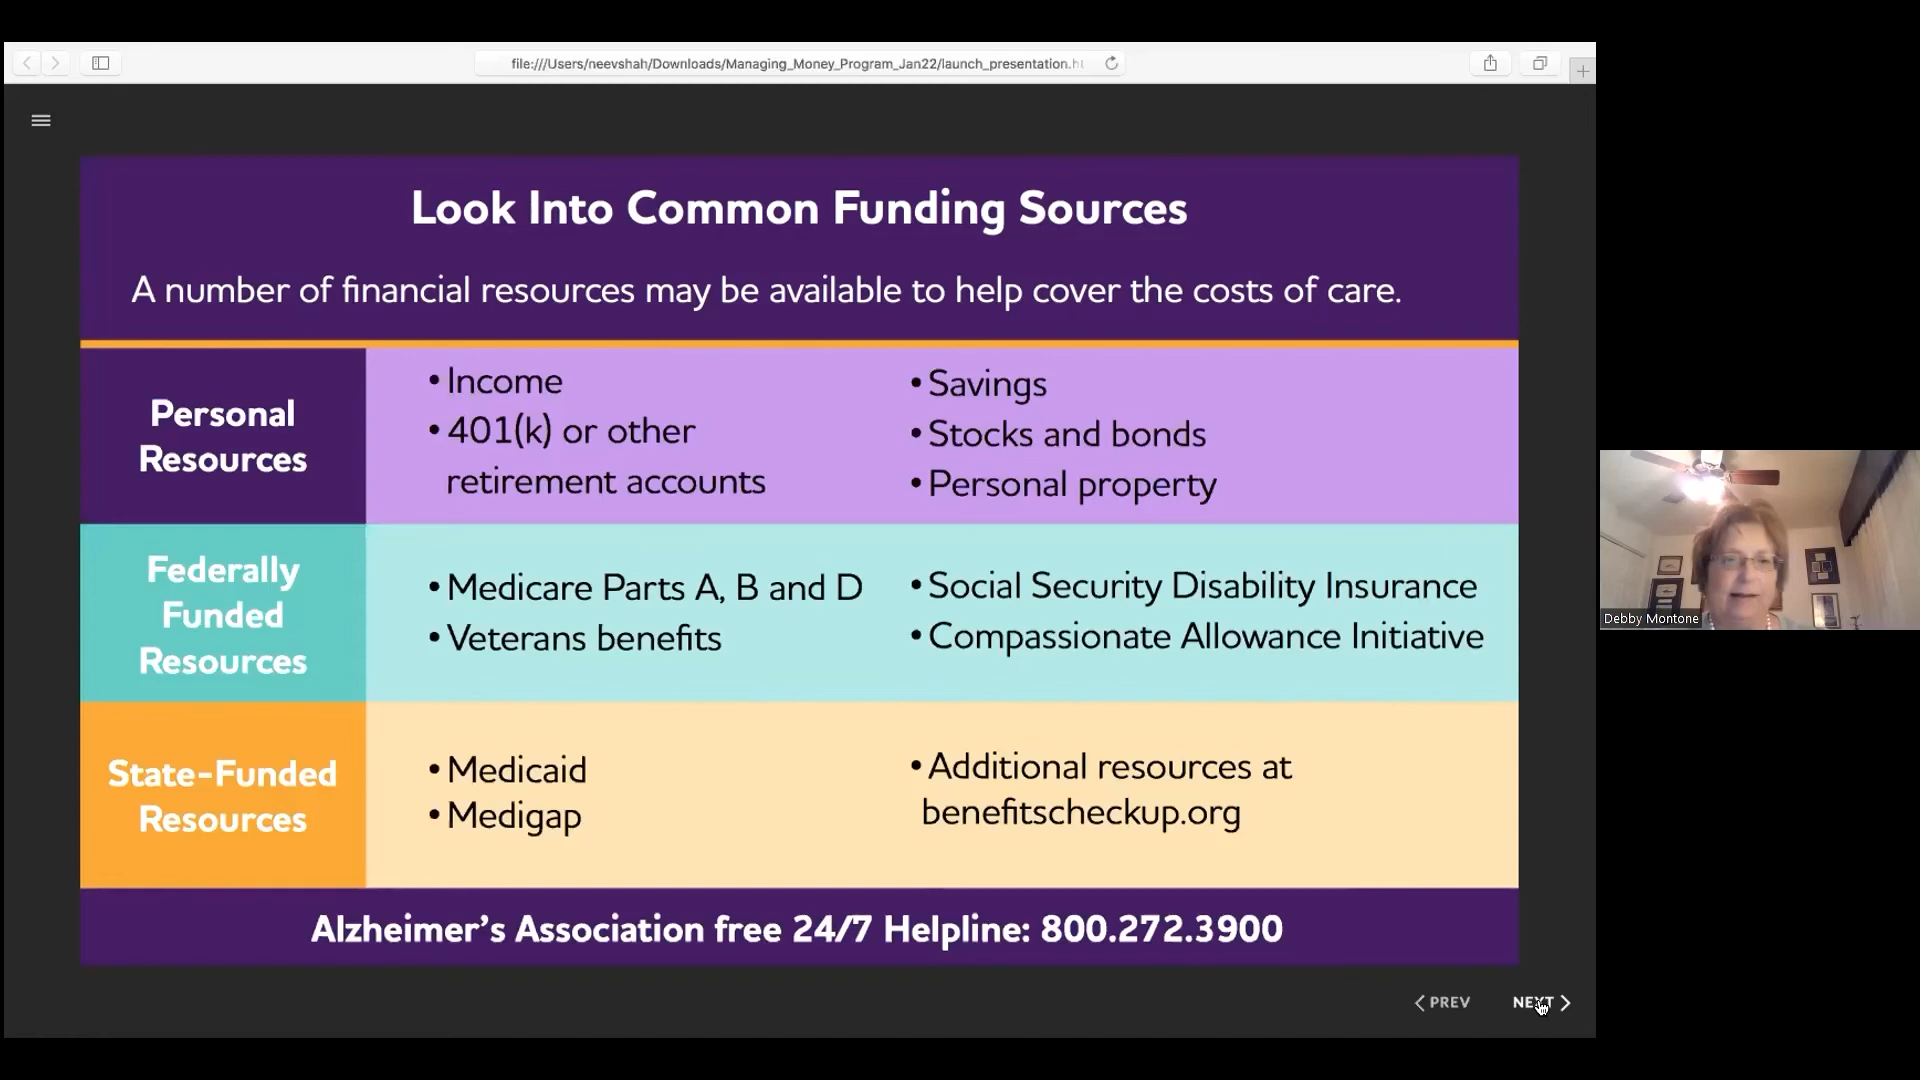 file:///Users/neevshah/Downloads/Managing_Money_Program_Jan22/launch_presentation.h
Look Into Common Funding Sources
A number of financial resources may be available to help cover the costs of care.
Personal
Resources
• Income
• 401(k) or other
retirement accounts
• Savings
• Stocks and bonds
• Personal property
Federally
Funded
Resources
• Medicare Parts A, B and D
• Veterans benefits
• Social Security Disability Insurance
• Compassionate Allowance Initiative
State-Funded
Resources
• Medicaid
• Medigap
• Additional resources at
benefitscheckup.org
Alzheimer's Association free 24/7 Helpline: 800.272.3900
PREV
NEXT
Debby Montone